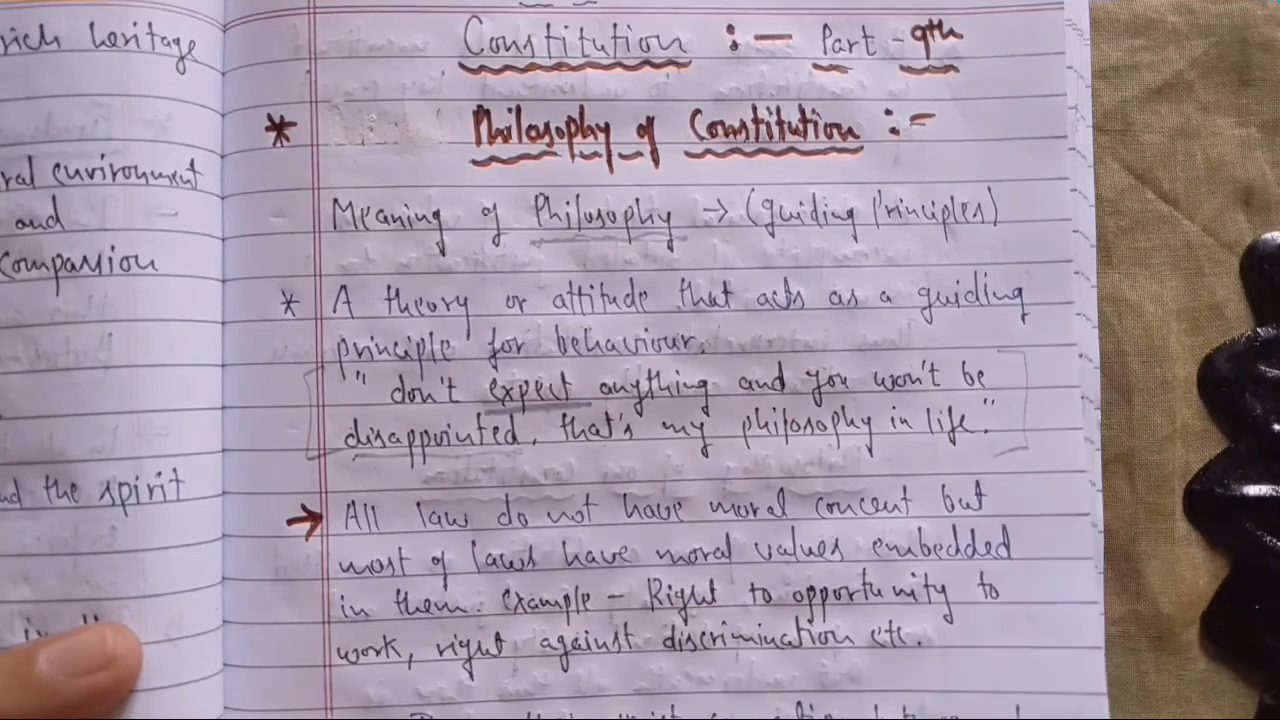 rich heritage
ral environment
and
compassion
nd the spirit
Constitution :- Part - 9th
* Philosophy of Constitution :-
Meaning of Philosophy → (guiding Principles)
* A theory or attitude that acts as a guiding
principle for behaviour.
" don't expect anything and you won't be
disappointed, that's my philosophy in life."
→ All law do not have moral concent but
most of laws have moral values embedded
in them. Example - Right to opportunity to
work, right against discrimination etc.